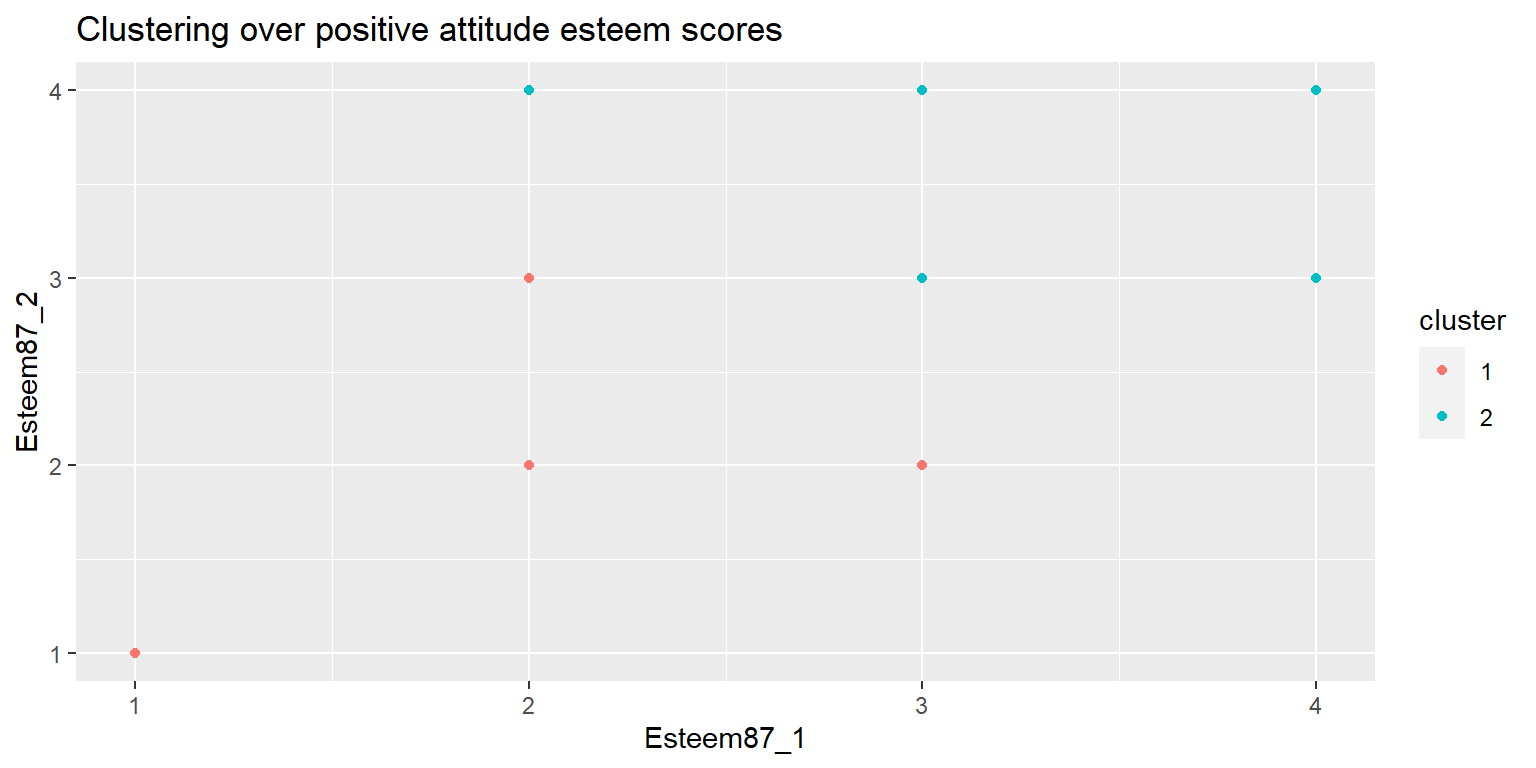 Clustering over positive attitude esteem scores
4
3
2
1
Esteem87_2
1 2 3 4
Esteem87_1
cluster
1
2